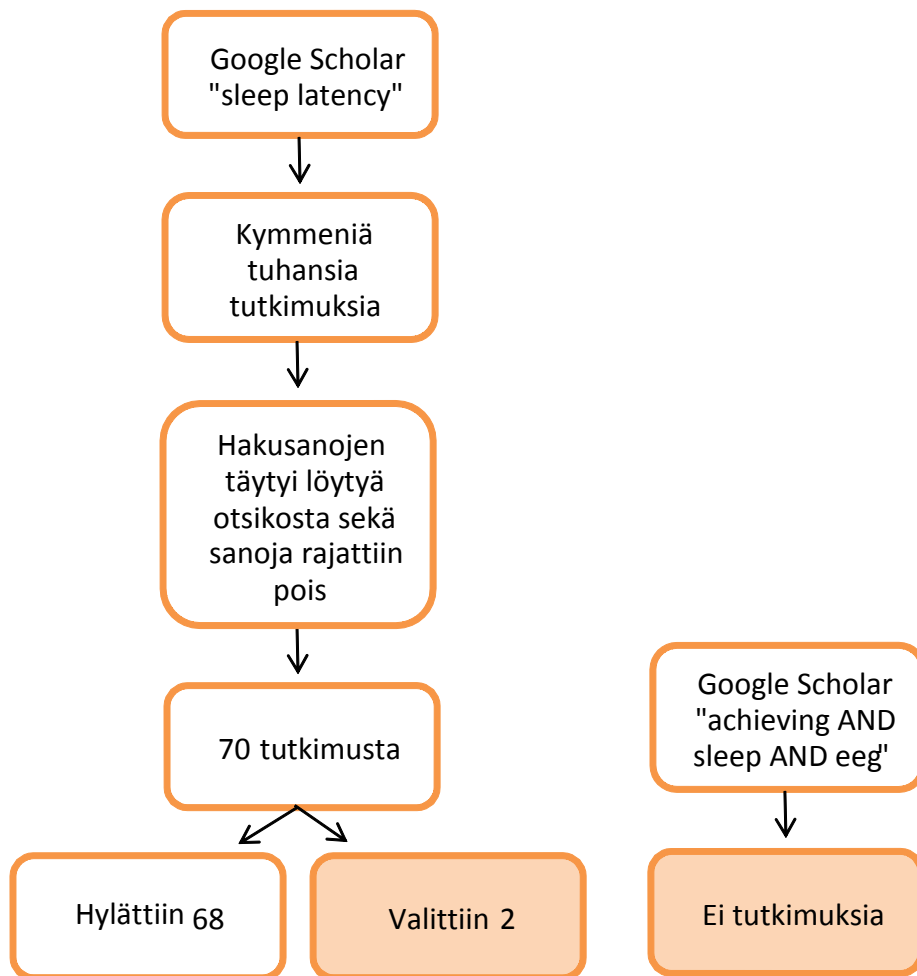 Google Scholar
"sleep latency"
Kymmeniä
tuhansia
tutkimuksia
Hakusanojen
täytyi löytyä
otsikosta sekä
sanoja rajattiin
pois
70 tutkimusta
Hylättiin 68
Valittiin 2
Google Scholar
"achieving AND
sleep AND eeg"
Ei tutkimuksia